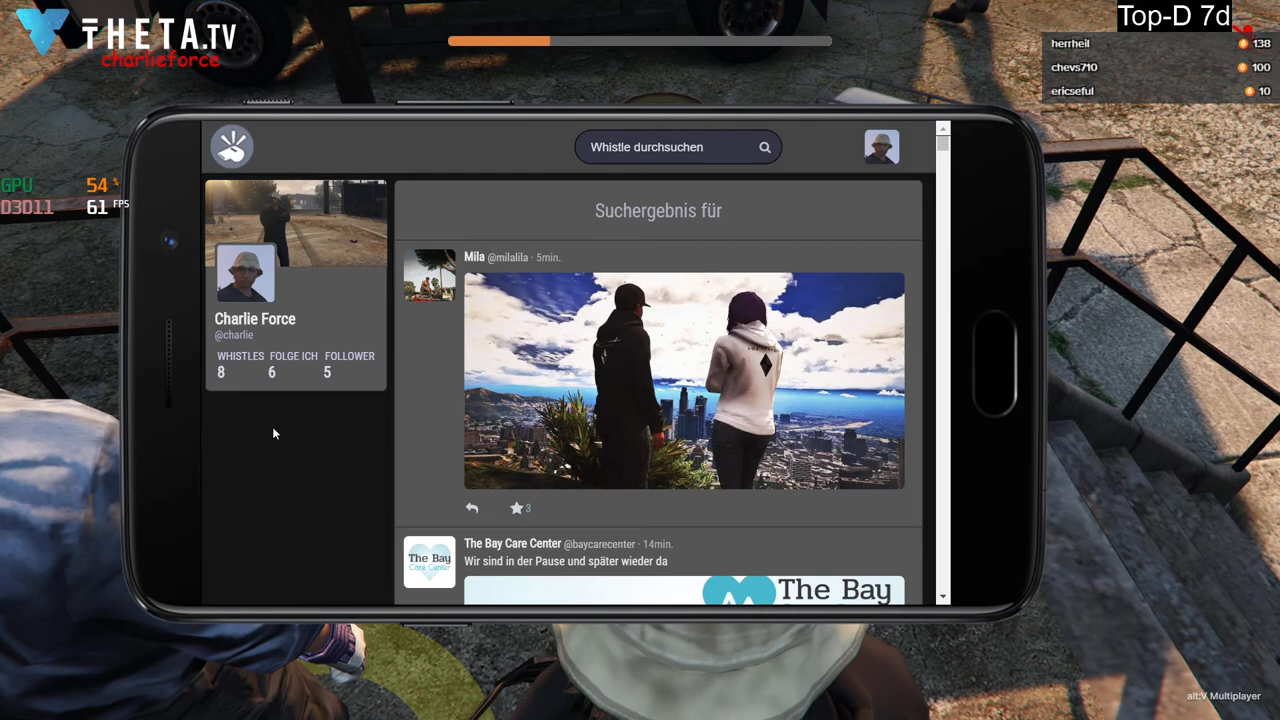 THETA.TV
charlieforce
Top-D 7d
herrheil 138
chevs710 100
ericseful 10
GPU 54 %
D3D11 61 FPS
Whistle durchsuchen
Charlie Force
@charlie
WHISTLES FOLGE ICH FOLLOWER
8 6 5
Suchergebnis für
Mila @milalila · 5min.
3
The Bay Care Center @baycarecenter · 14min.
Wir sind in der Pause und später wieder da
The Bay
Care Center
The Bay
alt:V Multiplayer